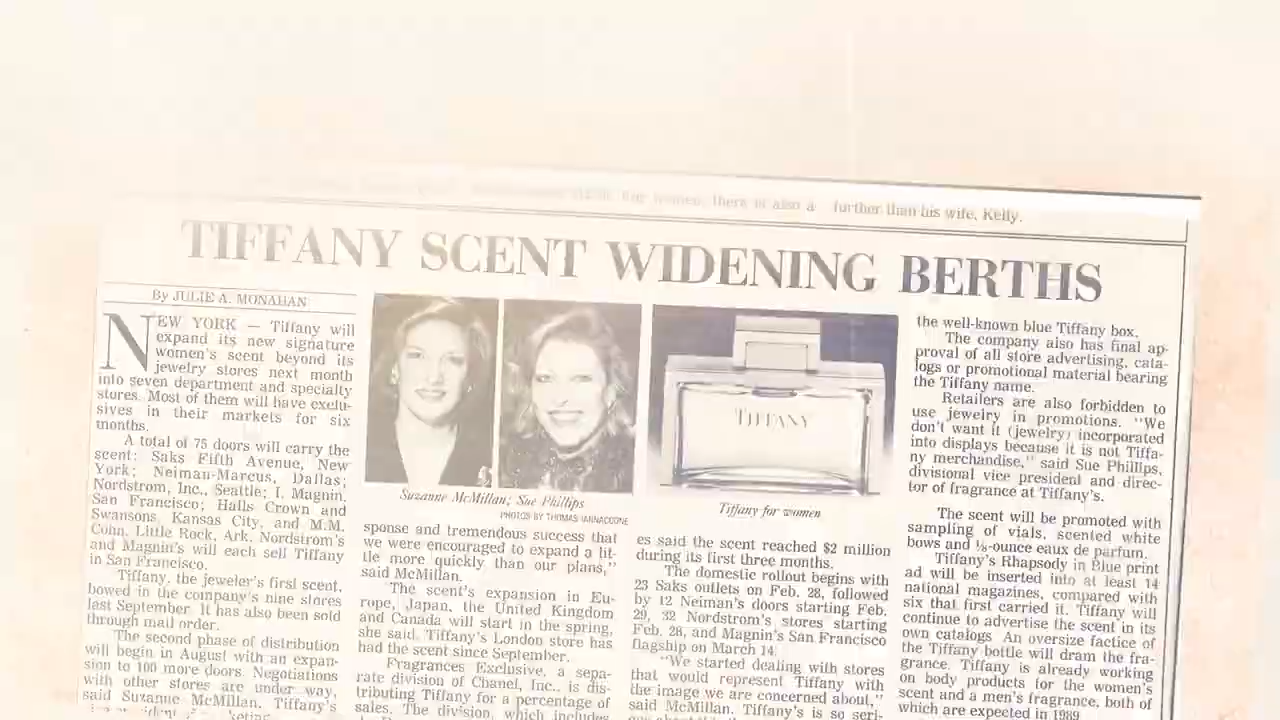 for women, there is also a further than his wife, Kelly.
TIFFANY SCENT WIDENING BERTHS
By JULIE A. MONAHAN
NEW YORK — Tiffany will
expand its new signature
women's scent beyond its
jewelry stores next month
into seven department and specialty
stores. Most of them will have exclu-
sives in their markets for six
months.
A total of 75 doors will carry the
scent: Saks Fifth Avenue, New
York; Neiman-Marcus, Dallas;
Nordstrom, Inc., Seattle; I. Magnin,
San Francisco; Halls Crown and
Swansons, Kansas City, and M.M.
Cohn, Little Rock, Ark. Nordstrom's
and Magnin's will each sell Tiffany
in San Francisco.
Tiffany, the jeweler's first scent,
bowed in the company's nine stores
last September. It has also been sold
through mail order.
The second phase of distribution
will begin in August with an expan-
sion to 100 more doors. Negotiations
with other stores are under way,
said Suzanne McMillan, Tiffany's
Suzanne McMillan; Sue Phillips
PHOTOS BY THOMAS IANNACCONE
sponse and tremendous success that
we were encouraged to expand a lit-
tle more quickly than our plans,"
said McMillan.
The scent's expansion in Eu-
rope, Japan, the United Kingdom
and Canada will start in the spring,
she said. Tiffany's London store has
had the scent since September.
Fragrances Exclusive, a sepa-
rate division of Chanel, Inc., is dis-
tributing Tiffany for a percentage of
sales. The division, which includes
TIFFANY
Tiffany for women
es said the scent reached $2 million
during its first three months.
The domestic rollout begins with
23 Saks outlets on Feb. 28, followed
by 12 Neiman's doors starting Feb.
29, 32 Nordstrom's stores starting
Feb. 28, and Magnin's San Francisco
flagship on March 14.
"We started dealing with stores
that would represent Tiffany with
the image we are concerned about,"
said McMillan. Tiffany's is so seri-
the well-known blue Tiffany box.
The company also has final ap-
proval of all store advertising, cata-
logs or promotional material bearing
the Tiffany name.
Retailers are also forbidden to
use jewelry in promotions. "We
don't want it (jewelry) incorporated
into displays because it is not Tiffa-
ny merchandise," said Sue Phillips,
divisional vice president and direc-
tor of fragrance at Tiffany's.
The scent will be promoted with
sampling of vials, scented white
bows and ⅛-ounce eaux de parfum.
Tiffany's Rhapsody in Blue print
ad will be inserted into at least 14
national magazines, compared with
six that first carried it. Tiffany will
continue to advertise the scent in its
own catalogs. An oversize factice of
the Tiffany bottle will dram the fra-
grance. Tiffany is already working
on body products for the women's
scent and a men's fragrance, both of
which are expected in 1989.